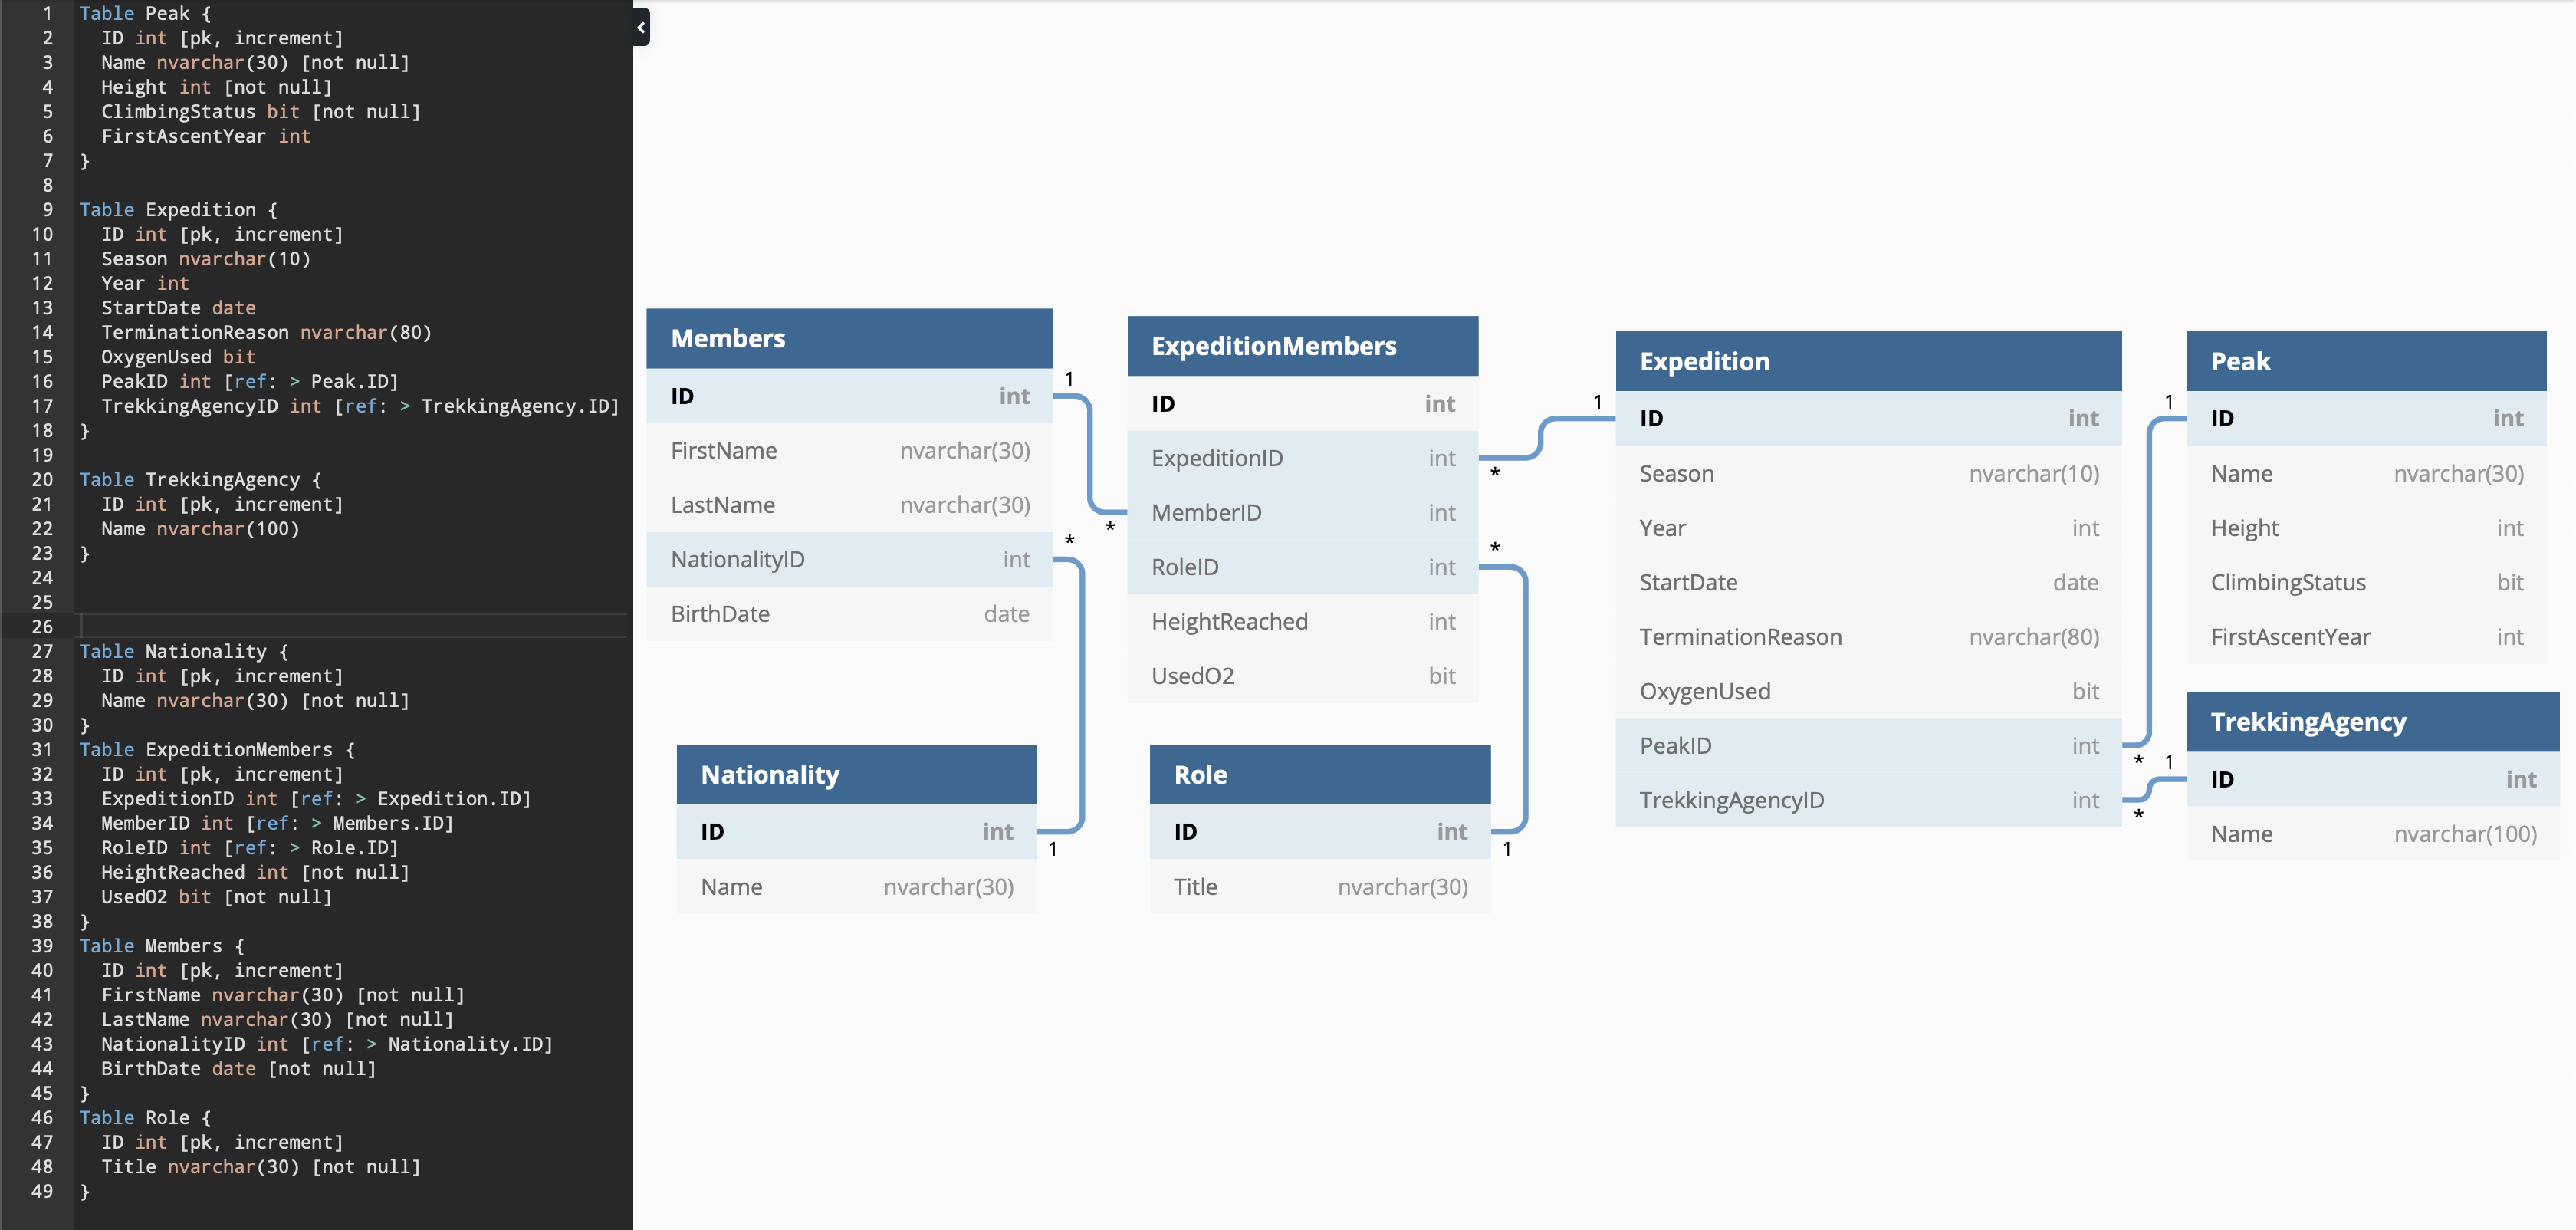 1 Table Peak {
2 ID int [pk, increment]
3 Name nvarchar(30) [not null]
4 Height int [not null]
5 ClimbingStatus bit [not null]
6 FirstAscentYear int
7 }
8
9 Table Expedition {
10 ID int [pk, increment]
11 Season nvarchar(10)
12 Year int
13 StartDate date
14 TerminationReason nvarchar(80)
15 OxygenUsed bit
16 PeakID int [ref: > Peak.ID]
17 TrekkingAgencyID int [ref: > TrekkingAgency.ID]
18 }
19
20 Table TrekkingAgency {
21 ID int [pk, increment]
22 Name nvarchar(100)
23 }
24
25
26
27 Table Nationality {
28 ID int [pk, increment]
29 Name nvarchar(30) [not null]
30 }
31 Table ExpeditionMembers {
32 ID int [pk, increment]
33 ExpeditionID int [ref: > Expedition.ID]
34 MemberID int [ref: > Members.ID]
35 RoleID int [ref: > Role.ID]
36 HeightReached int [not null]
37 UsedO2 bit [not null]
38 }
39 Table Members {
40 ID int [pk, increment]
41 FirstName nvarchar(30) [not null]
42 LastName nvarchar(30) [not null]
43 NationalityID int [ref: > Nationality.ID]
44 BirthDate date [not null]
45 }
46 Table Role {
47 ID int [pk, increment]
48 Title nvarchar(30) [not null]
49 }
Members
ID int
FirstName nvarchar(30)
LastName nvarchar(30)
NationalityID int
BirthDate date
1
*
*
1
Nationality
ID int
Name nvarchar(30)
ExpeditionMembers
ID int
ExpeditionID int
MemberID int
RoleID int
HeightReached int
UsedO2 bit
1
*
*
1
Role
ID int
Title nvarchar(30)
Expedition
ID int
Season nvarchar(10)
Year int
StartDate date
TerminationReason nvarchar(80)
OxygenUsed bit
PeakID int
TrekkingAgencyID int
1
*
1
*
Peak
ID int
Name nvarchar(30)
Height int
ClimbingStatus bit
FirstAscentYear int
TrekkingAgency
ID int
Name nvarchar(100)